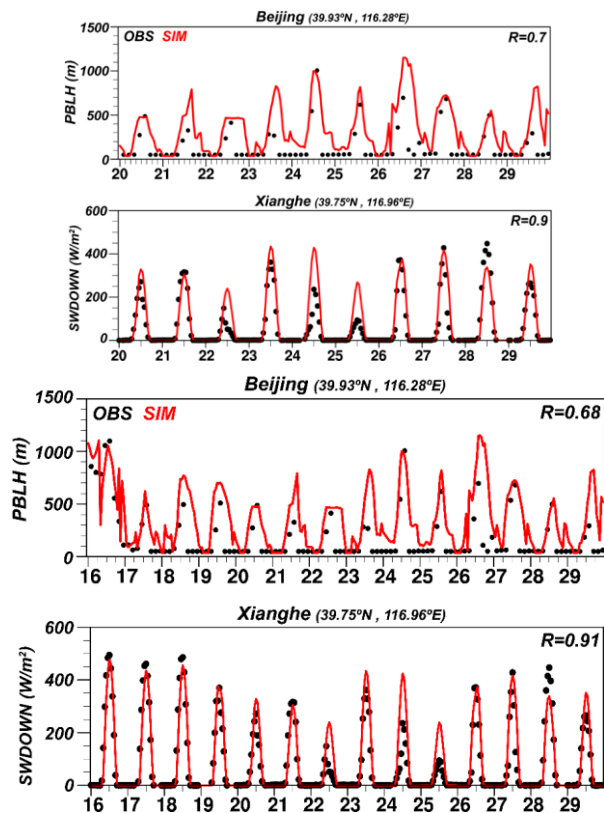 Beijing (39.93ºN , 116.28ºE)
OBS SIM R=0.7
PBLH (m)
1500
1000
500
0
20 21 22 23 24 25 26 27 28 29
Xianghe (39.75ºN , 116.96ºE)
R=0.9
SWDOWN (W/m²)
600
400
200
0
20 21 22 23 24 25 26 27 28 29
Beijing (39.93ºN , 116.28ºE)
OBS SIM R=0.68
PBLH (m)
1500
1000
500
0
16 17 18 19 20 21 22 23 24 25 26 27 28 29
Xianghe (39.75ºN , 116.96ºE)
R=0.91
SWDOWN (W/m²)
600
400
200
0
16 17 18 19 20 21 22 23 24 25 26 27 28 29